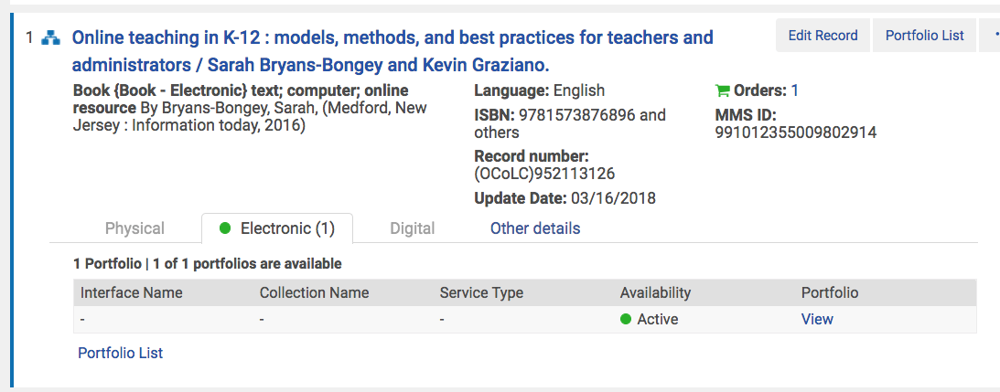 1 Online teaching in K-12 : models, methods, and best practices for teachers and
administrators / Sarah Bryans-Bongey and Kevin Graziano.
Edit Record Portfolio List
Book {Book - Electronic} text; computer; online
resource By Bryans-Bongey, Sarah, (Medford, New
Jersey : Information today, 2016)
Language: English
ISBN: 9781573876896 and
others
Record number:
(OCoLC)952113126
Update Date: 03/16/2018
Orders: 1
MMS ID:
991012355009802914
Physical Electronic (1) Digital Other details
1 Portfolio | 1 of 1 portfolios are available
Interface Name Collection Name Service Type Availability Portfolio
- - - Active View
Portfolio List